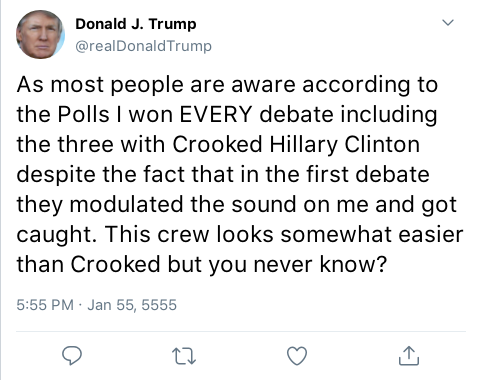 Donald J. Trump
@realDonaldTrump
As most people are aware according to
the Polls I won EVERY debate including
the three with Crooked Hillary Clinton
despite the fact that in the first debate
they modulated the sound on me and got
caught. This crew looks somewhat easier
than Crooked but you never know?
5:55 PM · Jan 55, 5555